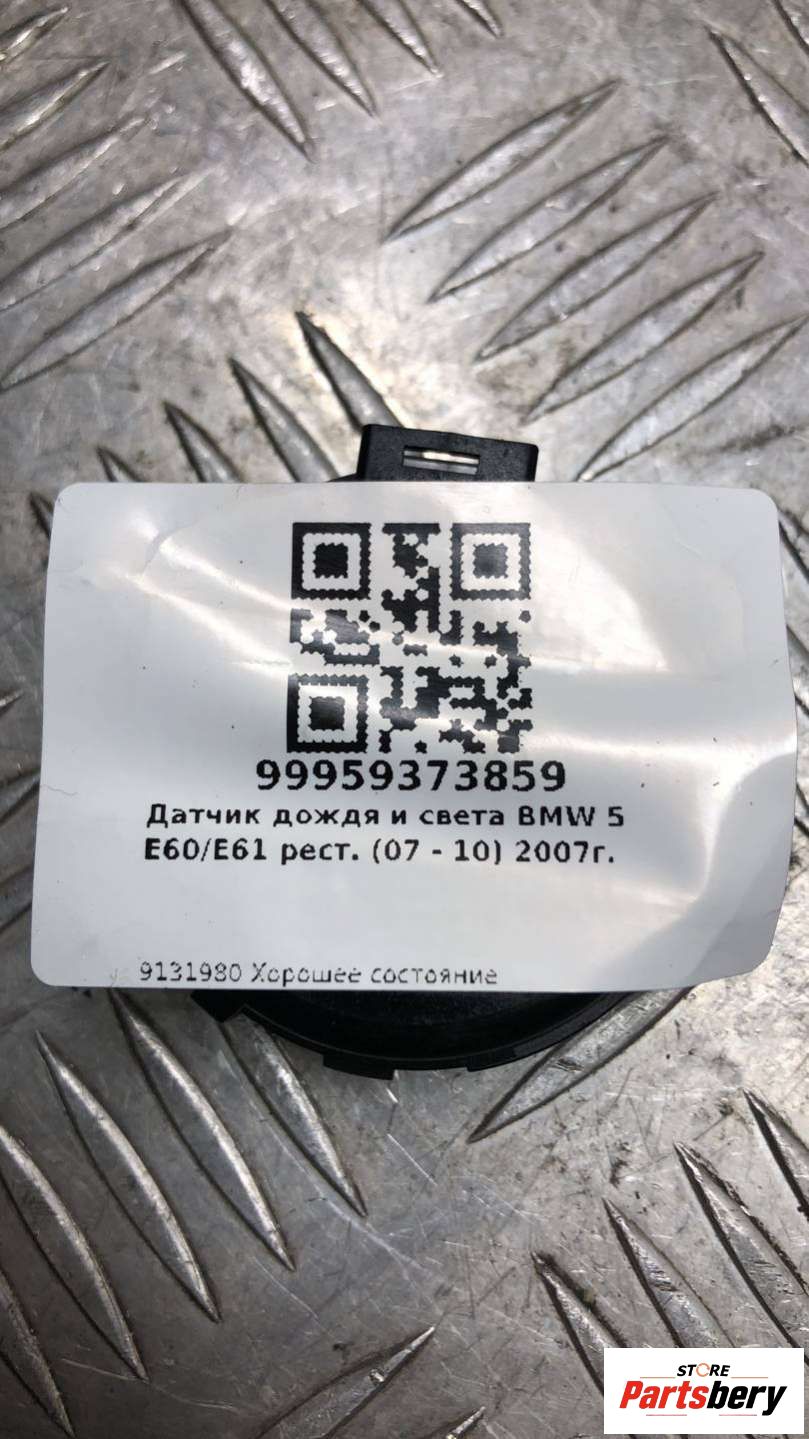 99959373859
Датчик дождя и света BMW 5
E60/E61 рест. (07 - 10) 2007г.
9131980 Хорошее состояние
STORE
Partsbery